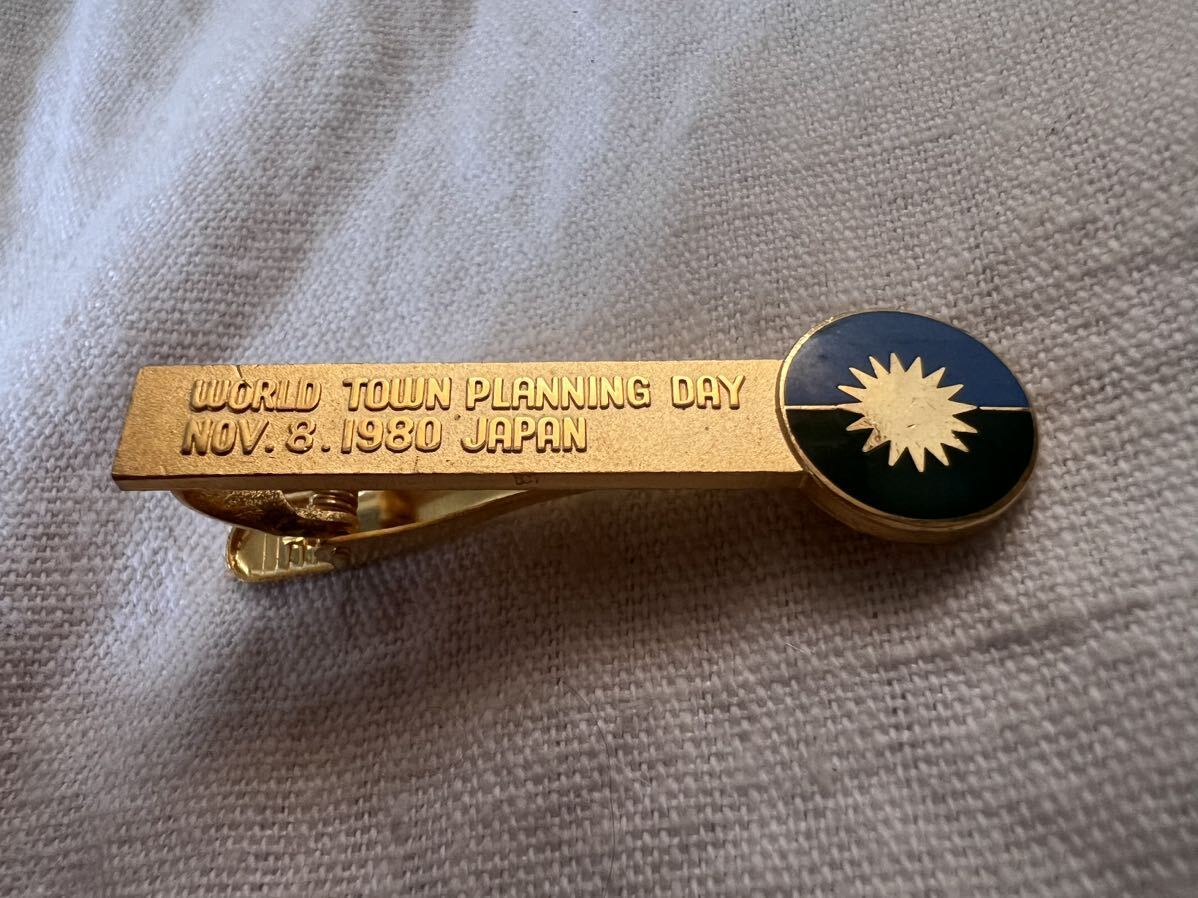 WORLD TOWN PLANNING DAY
NOV. 8. 1980 JAPAN